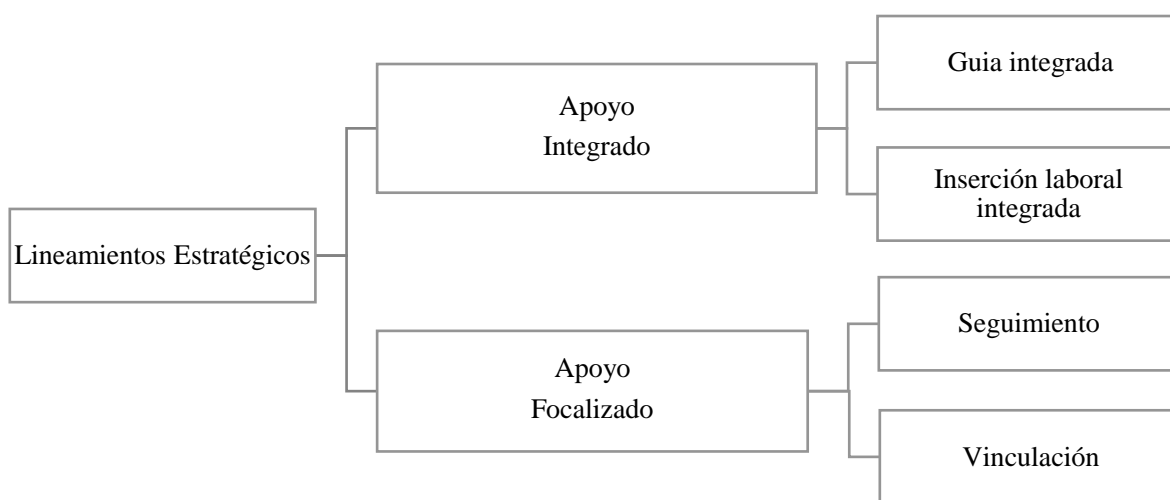 Lineamientos Estratégicos
Apoyo
Integrado
Guia integrada
Inserción laboral
integrada
Apoyo
Focalizado
Seguimiento
Vinculación